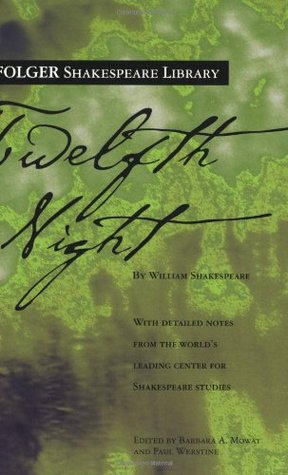 FOLGER SHAKESPEARE LIBRARY
Twelfth
Night
BY WILLIAM SHAKESPEARE
WITH DETAILED NOTES
FROM THE WORLD'S
LEADING CENTER FOR
SHAKESPEARE STUDIES
EDITED BY BARBARA A. MOWAT
AND PAUL WERSTINE